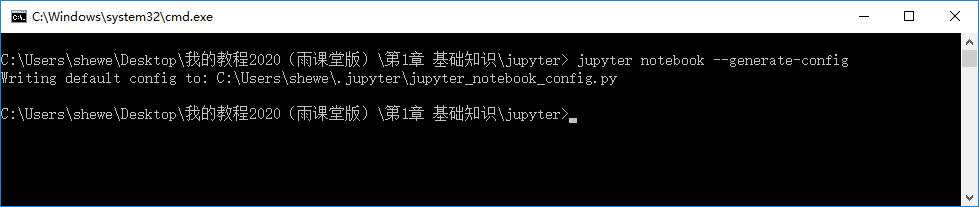 C:\Windows\system32\cmd.exe
C:\Users\shewe\Desktop\我的教程2020（雨课堂版）\第1章 基础知识\jupyter> jupyter notebook --generate-config
Writing default config to: C:\Users\shewe\.jupyter\jupyter_notebook_config.py
C:\Users\shewe\Desktop\我的教程2020（雨课堂版）\第1章 基础知识\jupyter>